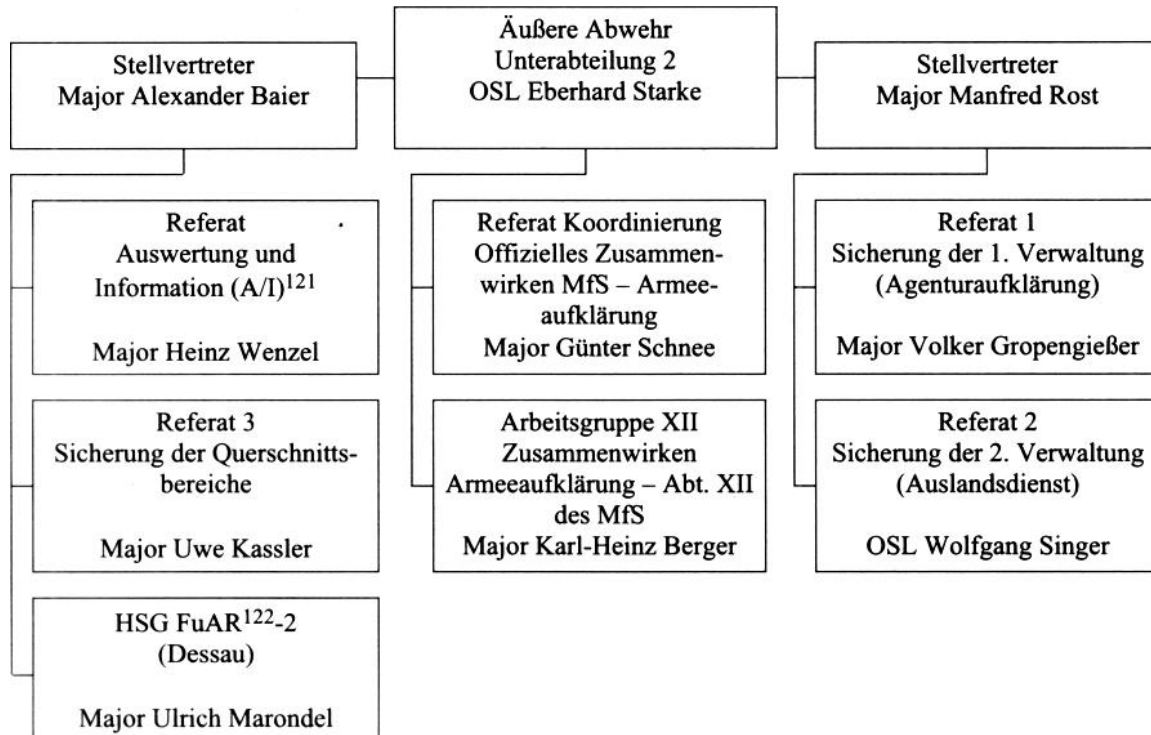 Äußere Abwehr
Unterabteilung 2
OSL Eberhard Starke
Stellvertreter
Major Alexander Baier
Stellvertreter
Major Manfred Rost
Referat
Auswertung und
Information (A/I)121
Major Heinz Wenzel
Referat 3
Sicherung der Querschnitts-
bereiche
Major Uwe Kassler
HSG FuAR122-2
(Dessau)
Major Ulrich Marondel
Referat Koordinierung
Offizielles Zusammen-
wirken MfS – Armee-
aufklärung
Major Günter Schnee
Arbeitsgruppe XII
Zusammenwirken
Armeeaufklärung – Abt. XII
des MfS
Major Karl-Heinz Berger
Referat 1
Sicherung der 1. Verwaltung
(Agenturaufklärung)
Major Volker Gropengießer
Referat 2
Sicherung der 2. Verwaltung
(Auslandsdienst)
OSL Wolfgang Singer